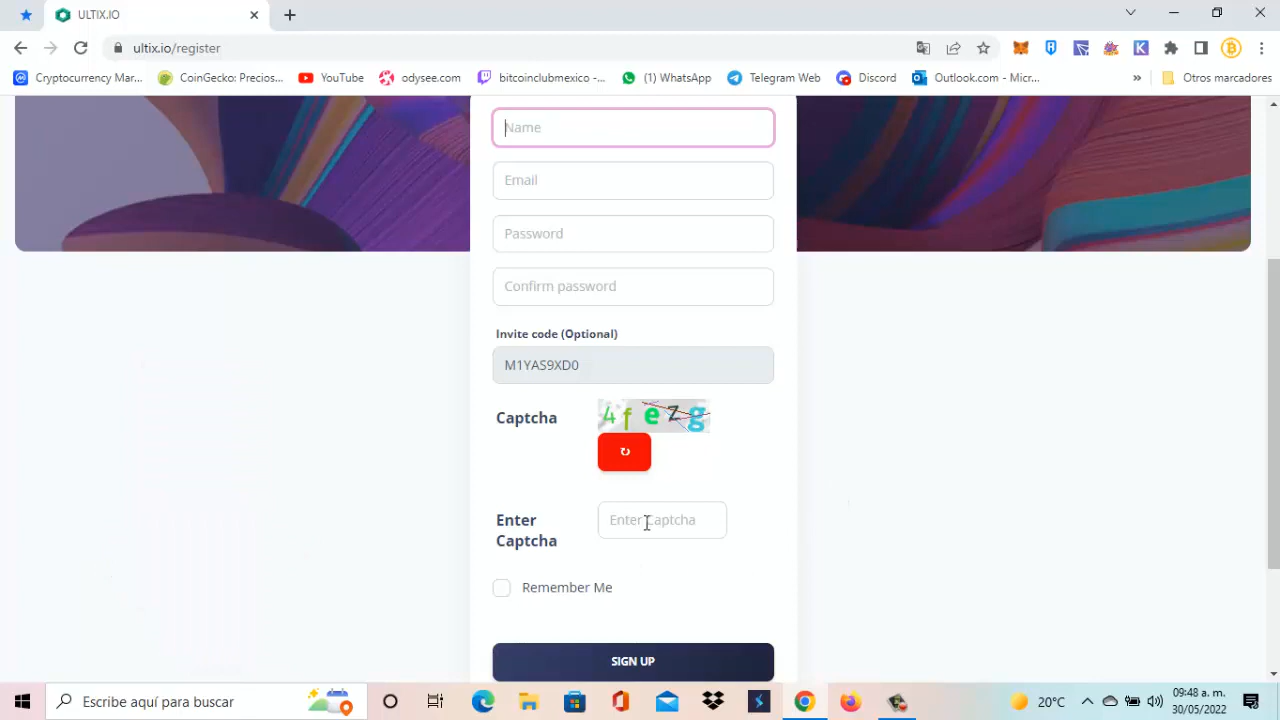 ULTIX.IO
ultix.io/register
Cryptocurrency Mar...
CoinGecko: Precios...
YouTube
odysee.com
bitcoinclubmexico -...
(1) WhatsApp
Telegram Web
Discord
Outlook.com - Micr...
»
Otros marcadores
Name
Email
Password
Confirm password
Invite code (Optional)
M1YAS9XD0
Captcha
4feZg
Enter Captcha
Enter Captcha
Remember Me
SIGN UP
Escribe aquí para buscar
20°C
09:48 a. m.
30/05/2022